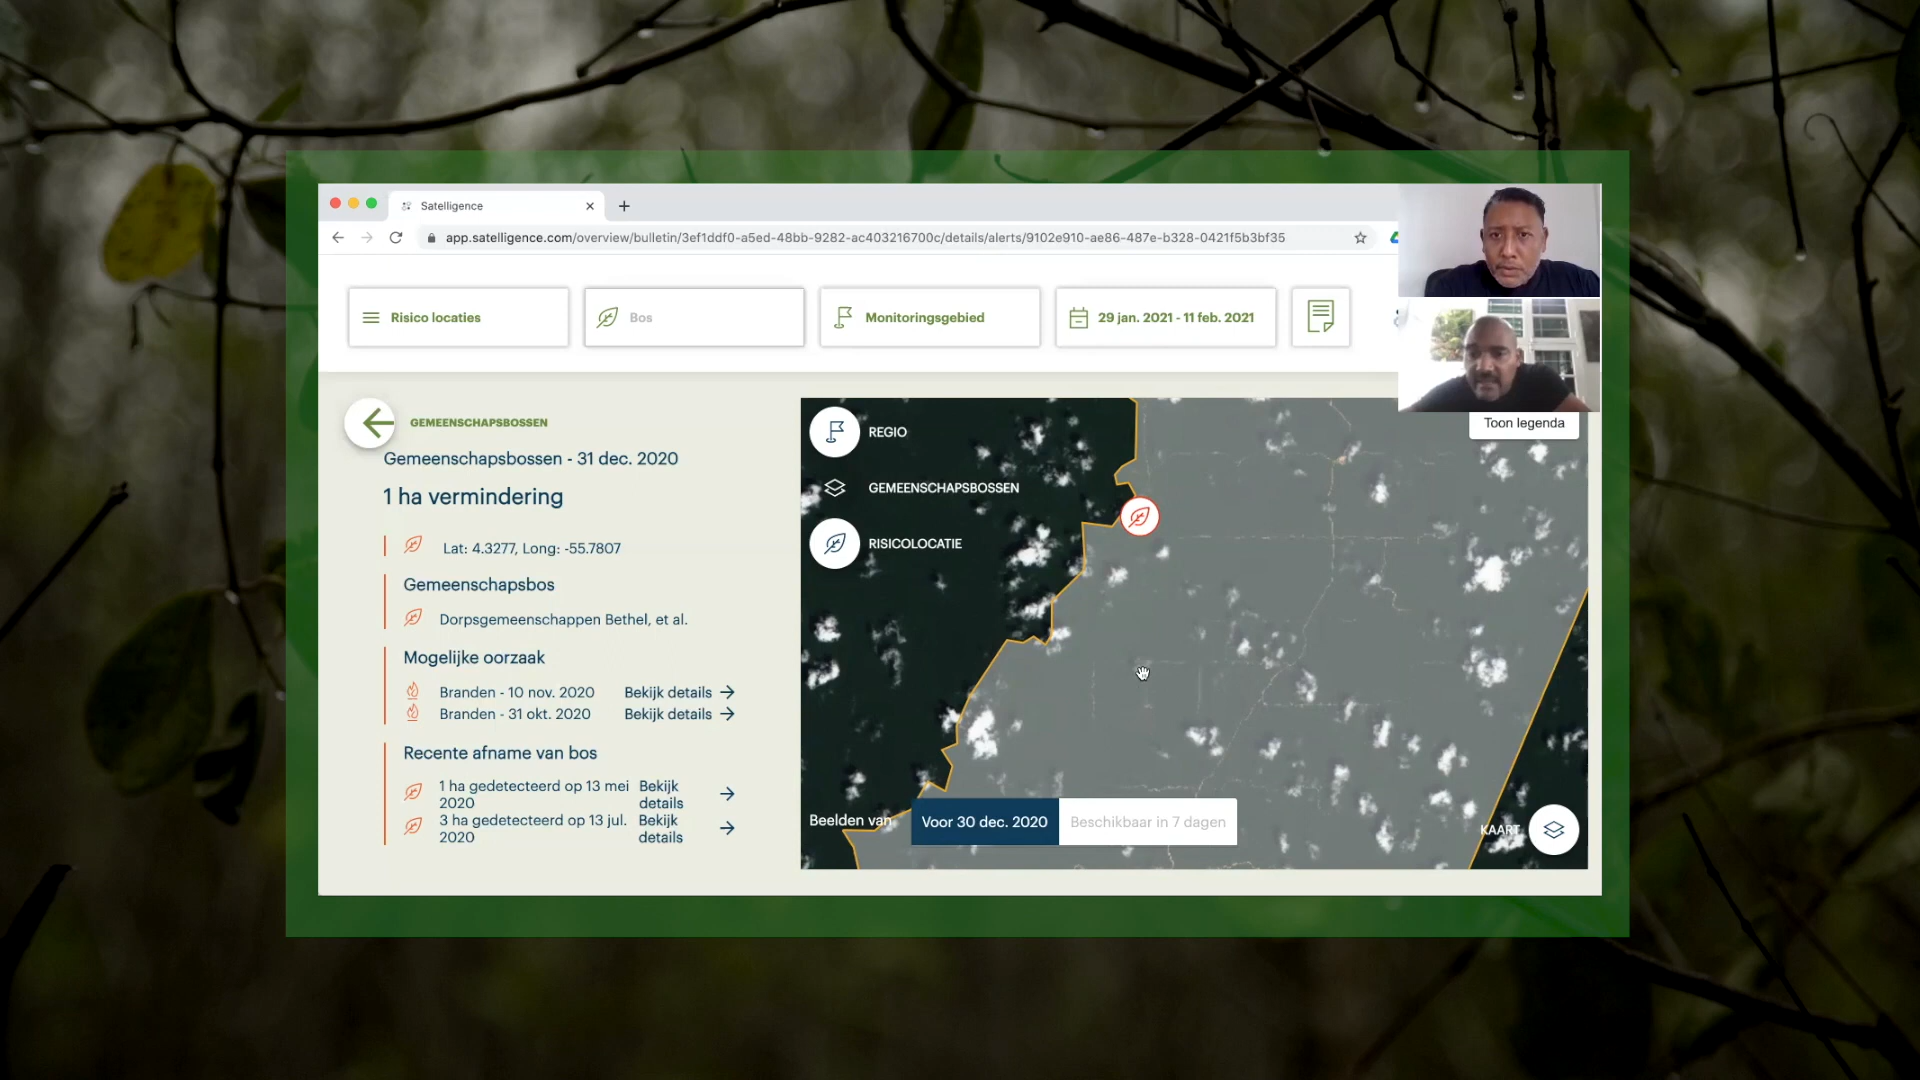 Satelligence
app.satelligence.com/overview/bulletin/3ef1ddf0-a5ed-48bb-9282-ac403216700c/details/alerts/9102e910-ae86-487e-b328-0421f5b3bf35
Risico locaties
Bos
Monitoringsgebied
29 jan. 2021 - 11 feb. 2021
GEMEENSCHAPSBOSSEN
Gemeenschapsbossen - 31 dec. 2020
1 ha vermindering
Lat: 4.3277, Long: -55.7807
Gemeenschapsbos
Dorpsgemeenschappen Bethel, et al.
Mogelijke oorzaak
Branden - 10 nov. 2020 Bekijk details
Branden - 31 okt. 2020 Bekijk details
Recente afname van bos
1 ha gedetecteerd op 13 mei 2020 Bekijk details
3 ha gedetecteerd op 13 jul. 2020 Bekijk details
REGIO
GEMEENSCHAPSBOSSEN
RISICOLOCATIE
Toon legenda
Beelden van
Voor 30 dec. 2020
Beschikbaar in 7 dagen
KAART